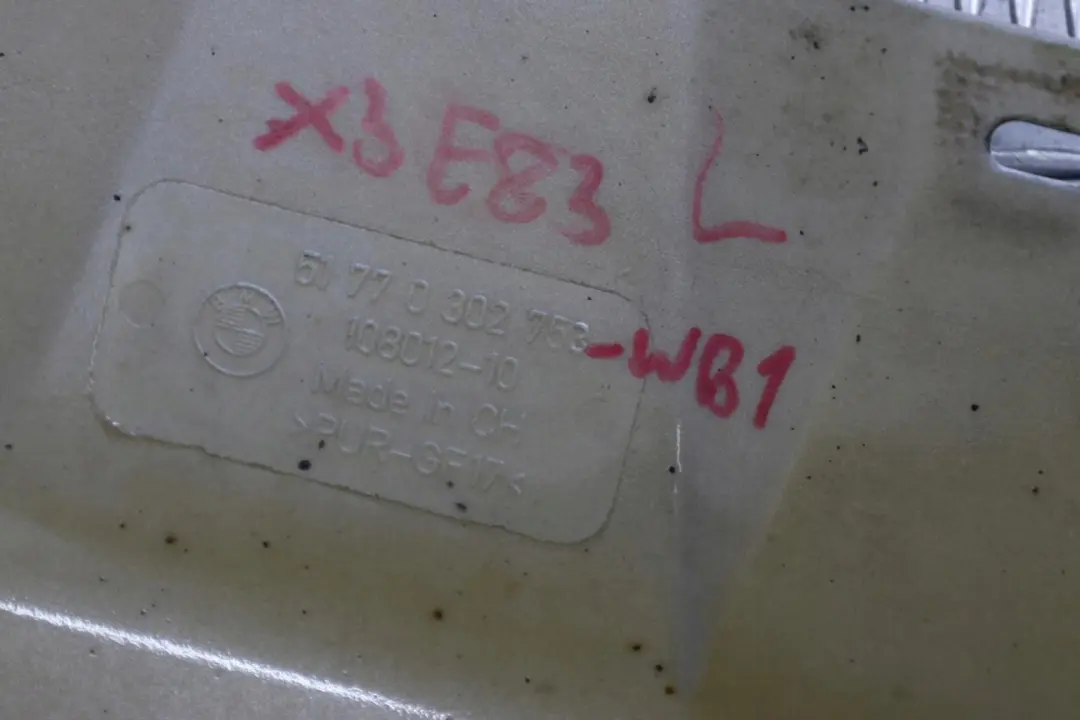 X3 E83 L
51 77 0 302 753
-WB1
108012-10
Made in CH
>PUR-GF17<